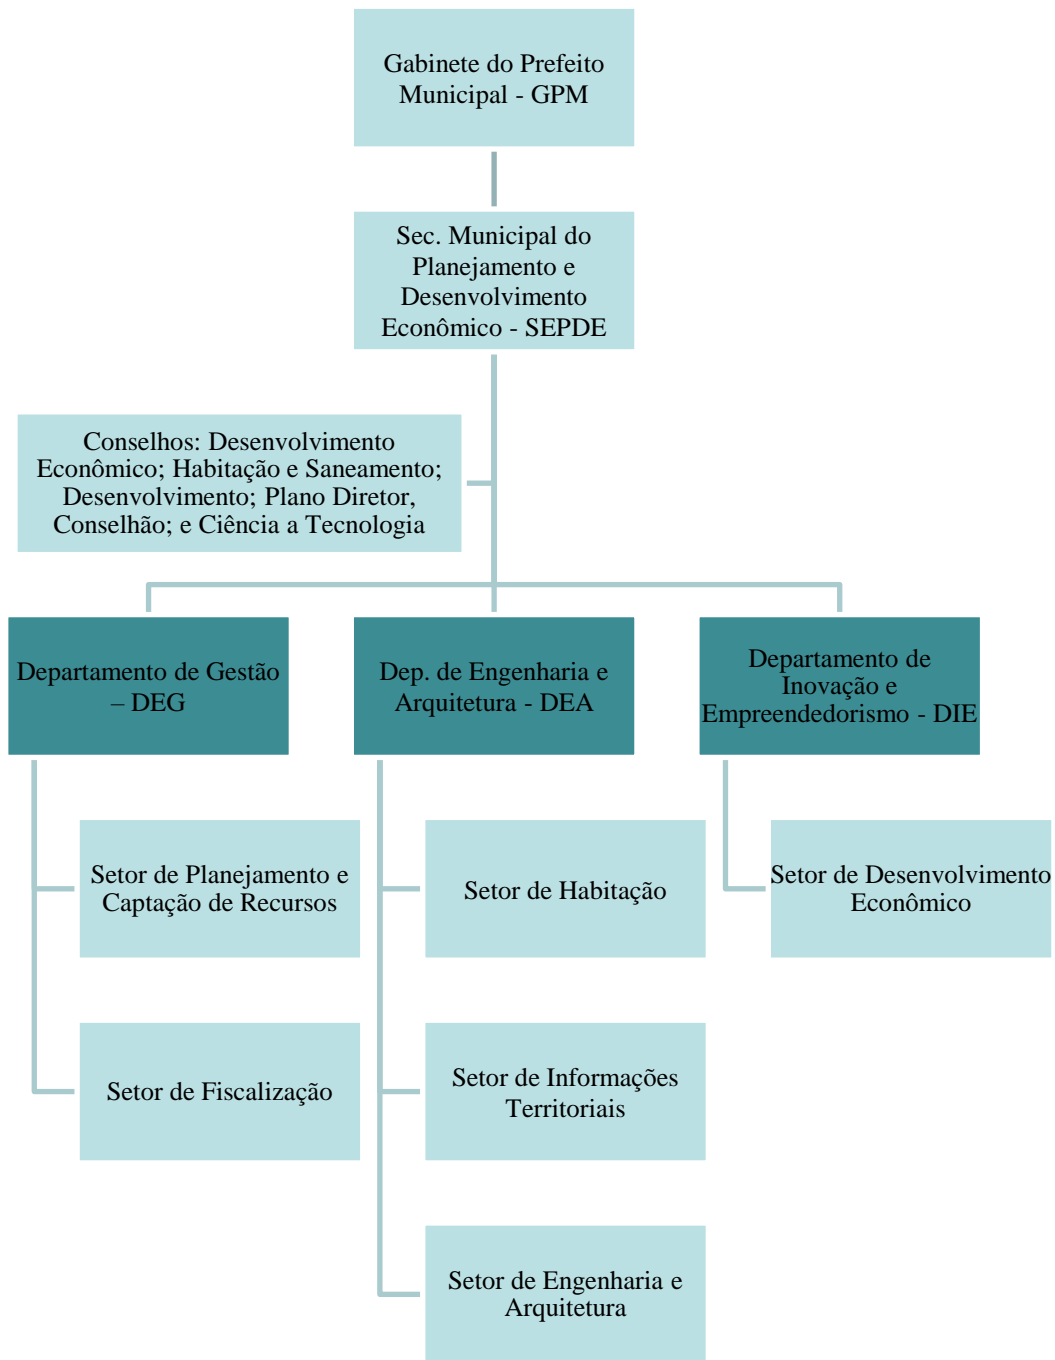 Gabinete do Prefeito
Municipal - GPM
Sec. Municipal do
Planejamento e
Desenvolvimento
Econômico - SEPDE
Conselhos: Desenvolvimento
Econômico; Habitação e Saneamento;
Desenvolvimento; Plano Diretor,
Conselhão; e Ciência a Tecnologia
Departamento de Gestão
– DEG
Dep. de Engenharia e
Arquitetura - DEA
Departamento de
Inovação e
Empreendedorismo - DIE
Setor de Planejamento e
Captação de Recursos
Setor de Habitação
Setor de Desenvolvimento
Econômico
Setor de Fiscalização
Setor de Informações
Territoriais
Setor de Engenharia e
Arquitetura